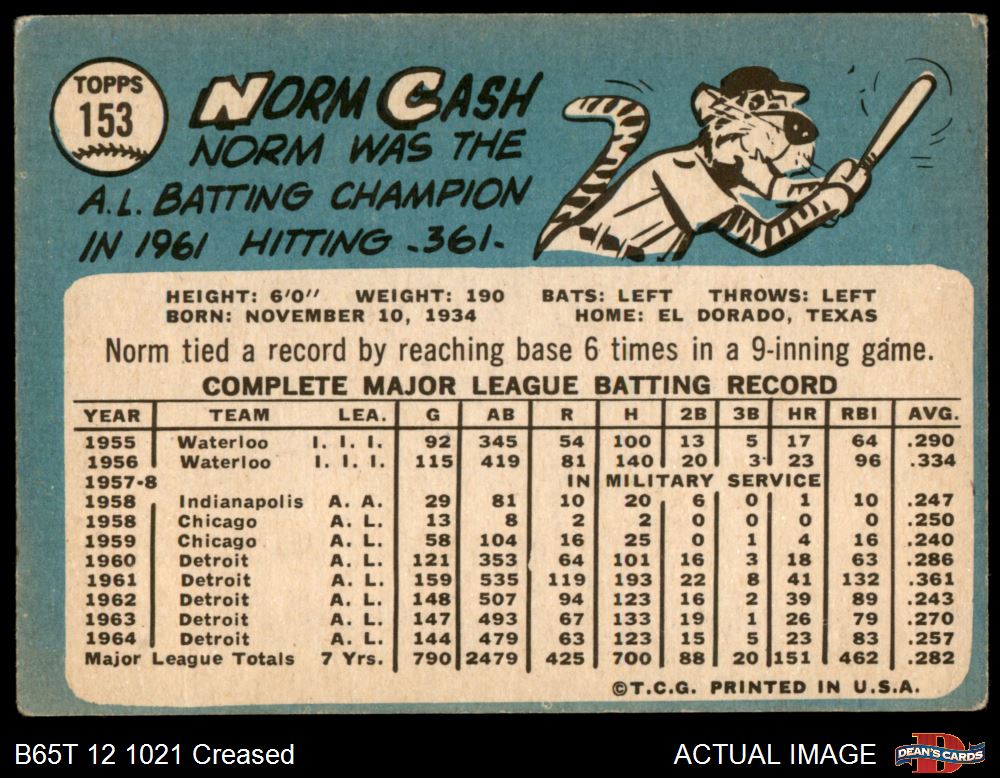 TOPPS
153
NORM CASH
NORM WAS THE
A.L. BATTING CHAMPION
IN 1961 HITTING .361.
HEIGHT: 6'0" WEIGHT: 190 BATS: LEFT THROWS: LEFT
BORN: NOVEMBER 10, 1934 HOME: EL DORADO, TEXAS
Norm tied a record by reaching base 6 times in a 9-inning game.
COMPLETE MAJOR LEAGUE BATTING RECORD
YEAR TEAM LEA. G AB R H 2B 3B HR RBI AVG.
1955 Waterloo I. I. I. 92 345 54 100 13 5 17 64 .290
1956 Waterloo I. I. I. 115 419 81 140 20 3 23 96 .334
1957-8 IN MILITARY SERVICE
1958 Indianapolis A. A. 29 81 10 20 6 0 1 10 .247
1958 Chicago A. L. 13 8 2 2 0 0 0 0 .250
1959 Chicago A. L. 58 104 16 25 0 1 4 16 .240
1960 Detroit A. L. 121 353 64 101 16 3 18 63 .286
1961 Detroit A. L. 159 535 119 193 22 8 41 132 .361
1962 Detroit A. L. 148 507 94 123 16 2 39 89 .243
1963 Detroit A. L. 147 493 67 133 19 1 26 79 .270
1964 Detroit A. L. 144 479 63 123 15 5 23 83 .257
Major League Totals 7 Yrs. 790 2479 425 700 88 20 151 462 .282
©T.C.G. PRINTED IN U.S.A.
B65T 12 1021 Creased ACTUAL IMAGE
DEAN'S CARDS